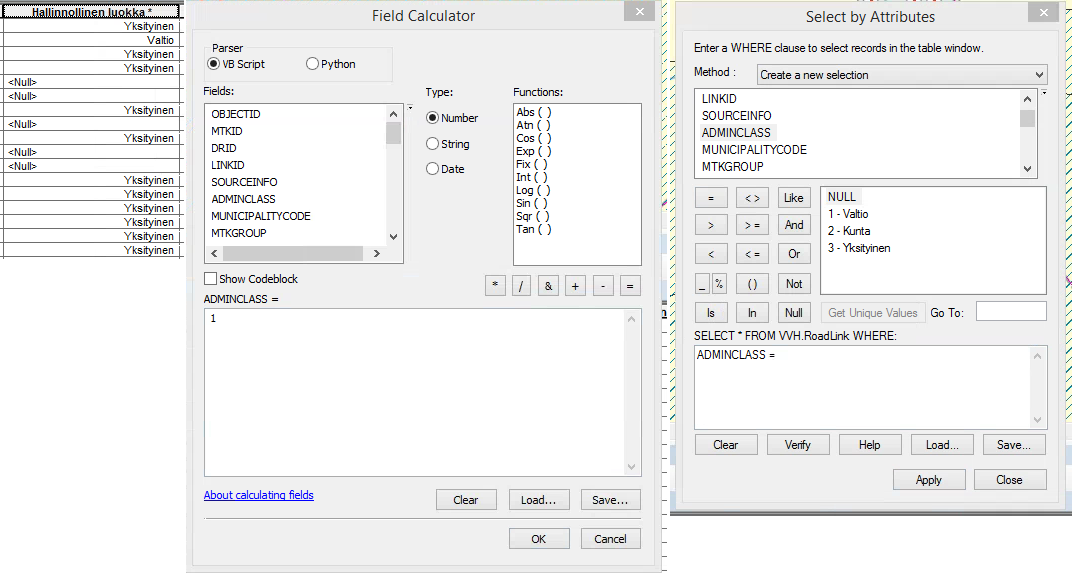 Hallinnollinen luokka *
Yksityinen
Valtio
Yksityinen
Yksityinen
<Null>
<Null>
Yksityinen
<Null>
Yksityinen
<Null>
<Null>
Yksityinen
Yksityinen
Yksityinen
Yksityinen
Yksityinen
Yksityinen
Field Calculator
Parser
VB Script
Python
Fields:
OBJECTID
MTKID
DRID
LINKID
SOURCEINFO
ADMINCLASS
MUNICIPALITYCODE
MTKGROUP
Type:
Number
String
Date
Functions:
Abs ( )
Atn ( )
Cos ( )
Exp ( )
Fix ( )
Int ( )
Log ( )
Sin ( )
Sqr ( )
Tan ( )
Show Codeblock
* / & + - =
ADMINCLASS =
1
About calculating fields
Clear
Load...
Save...
OK
Cancel
Select by Attributes
Enter a WHERE clause to select records in the table window.
Method :
Create a new selection
LINKID
SOURCEINFO
ADMINCLASS
MUNICIPALITYCODE
MTKGROUP
= < > Like
> > = And
< < = Or
_ % ( ) Not
Is In Null
NULL
1 - Valtio
2 - Kunta
3 - Yksityinen
Get Unique Values
Go To:
SELECT * FROM VVH.RoadLink WHERE:
ADMINCLASS =
Clear
Verify
Help
Load...
Save...
Apply
Close